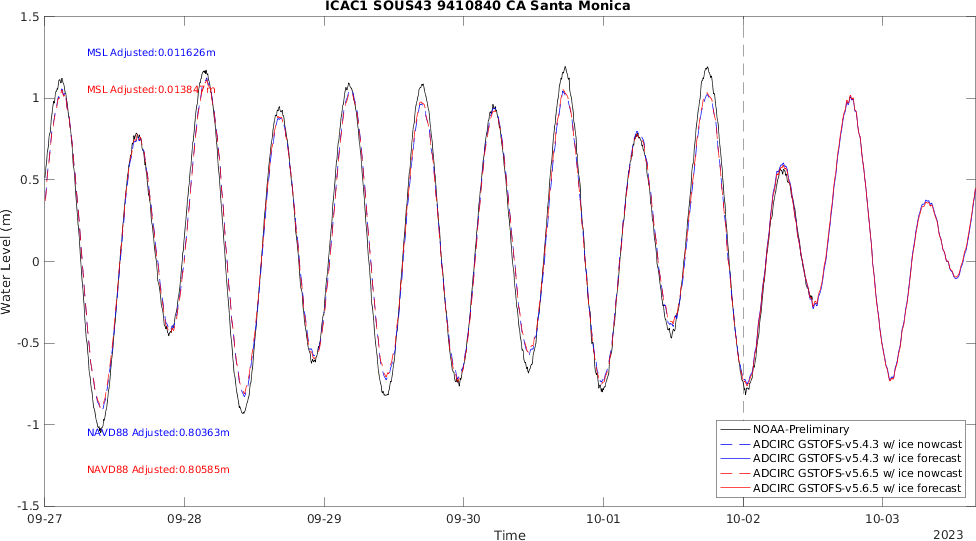 ICAC1 SOUS43 9410840 CA Santa Monica
1.5
MSL Adjusted:0.011626m
MSL Adjusted:0.013847m
1
0.5
Water Level (m)
0
-0.5
-1
NAVD88 Adjusted:0.80363m
NAVD88 Adjusted:0.80585m
-1.5
NOAA-Preliminary
ADCIRC GSTOFS-v5.4.3 w/ ice nowcast
ADCIRC GSTOFS-v5.4.3 w/ ice forecast
ADCIRC GSTOFS-v5.6.5 w/ ice nowcast
ADCIRC GSTOFS-v5.6.5 w/ ice forecast
09-27 09-28 09-29 09-30 10-01 10-02 10-03
Time
2023